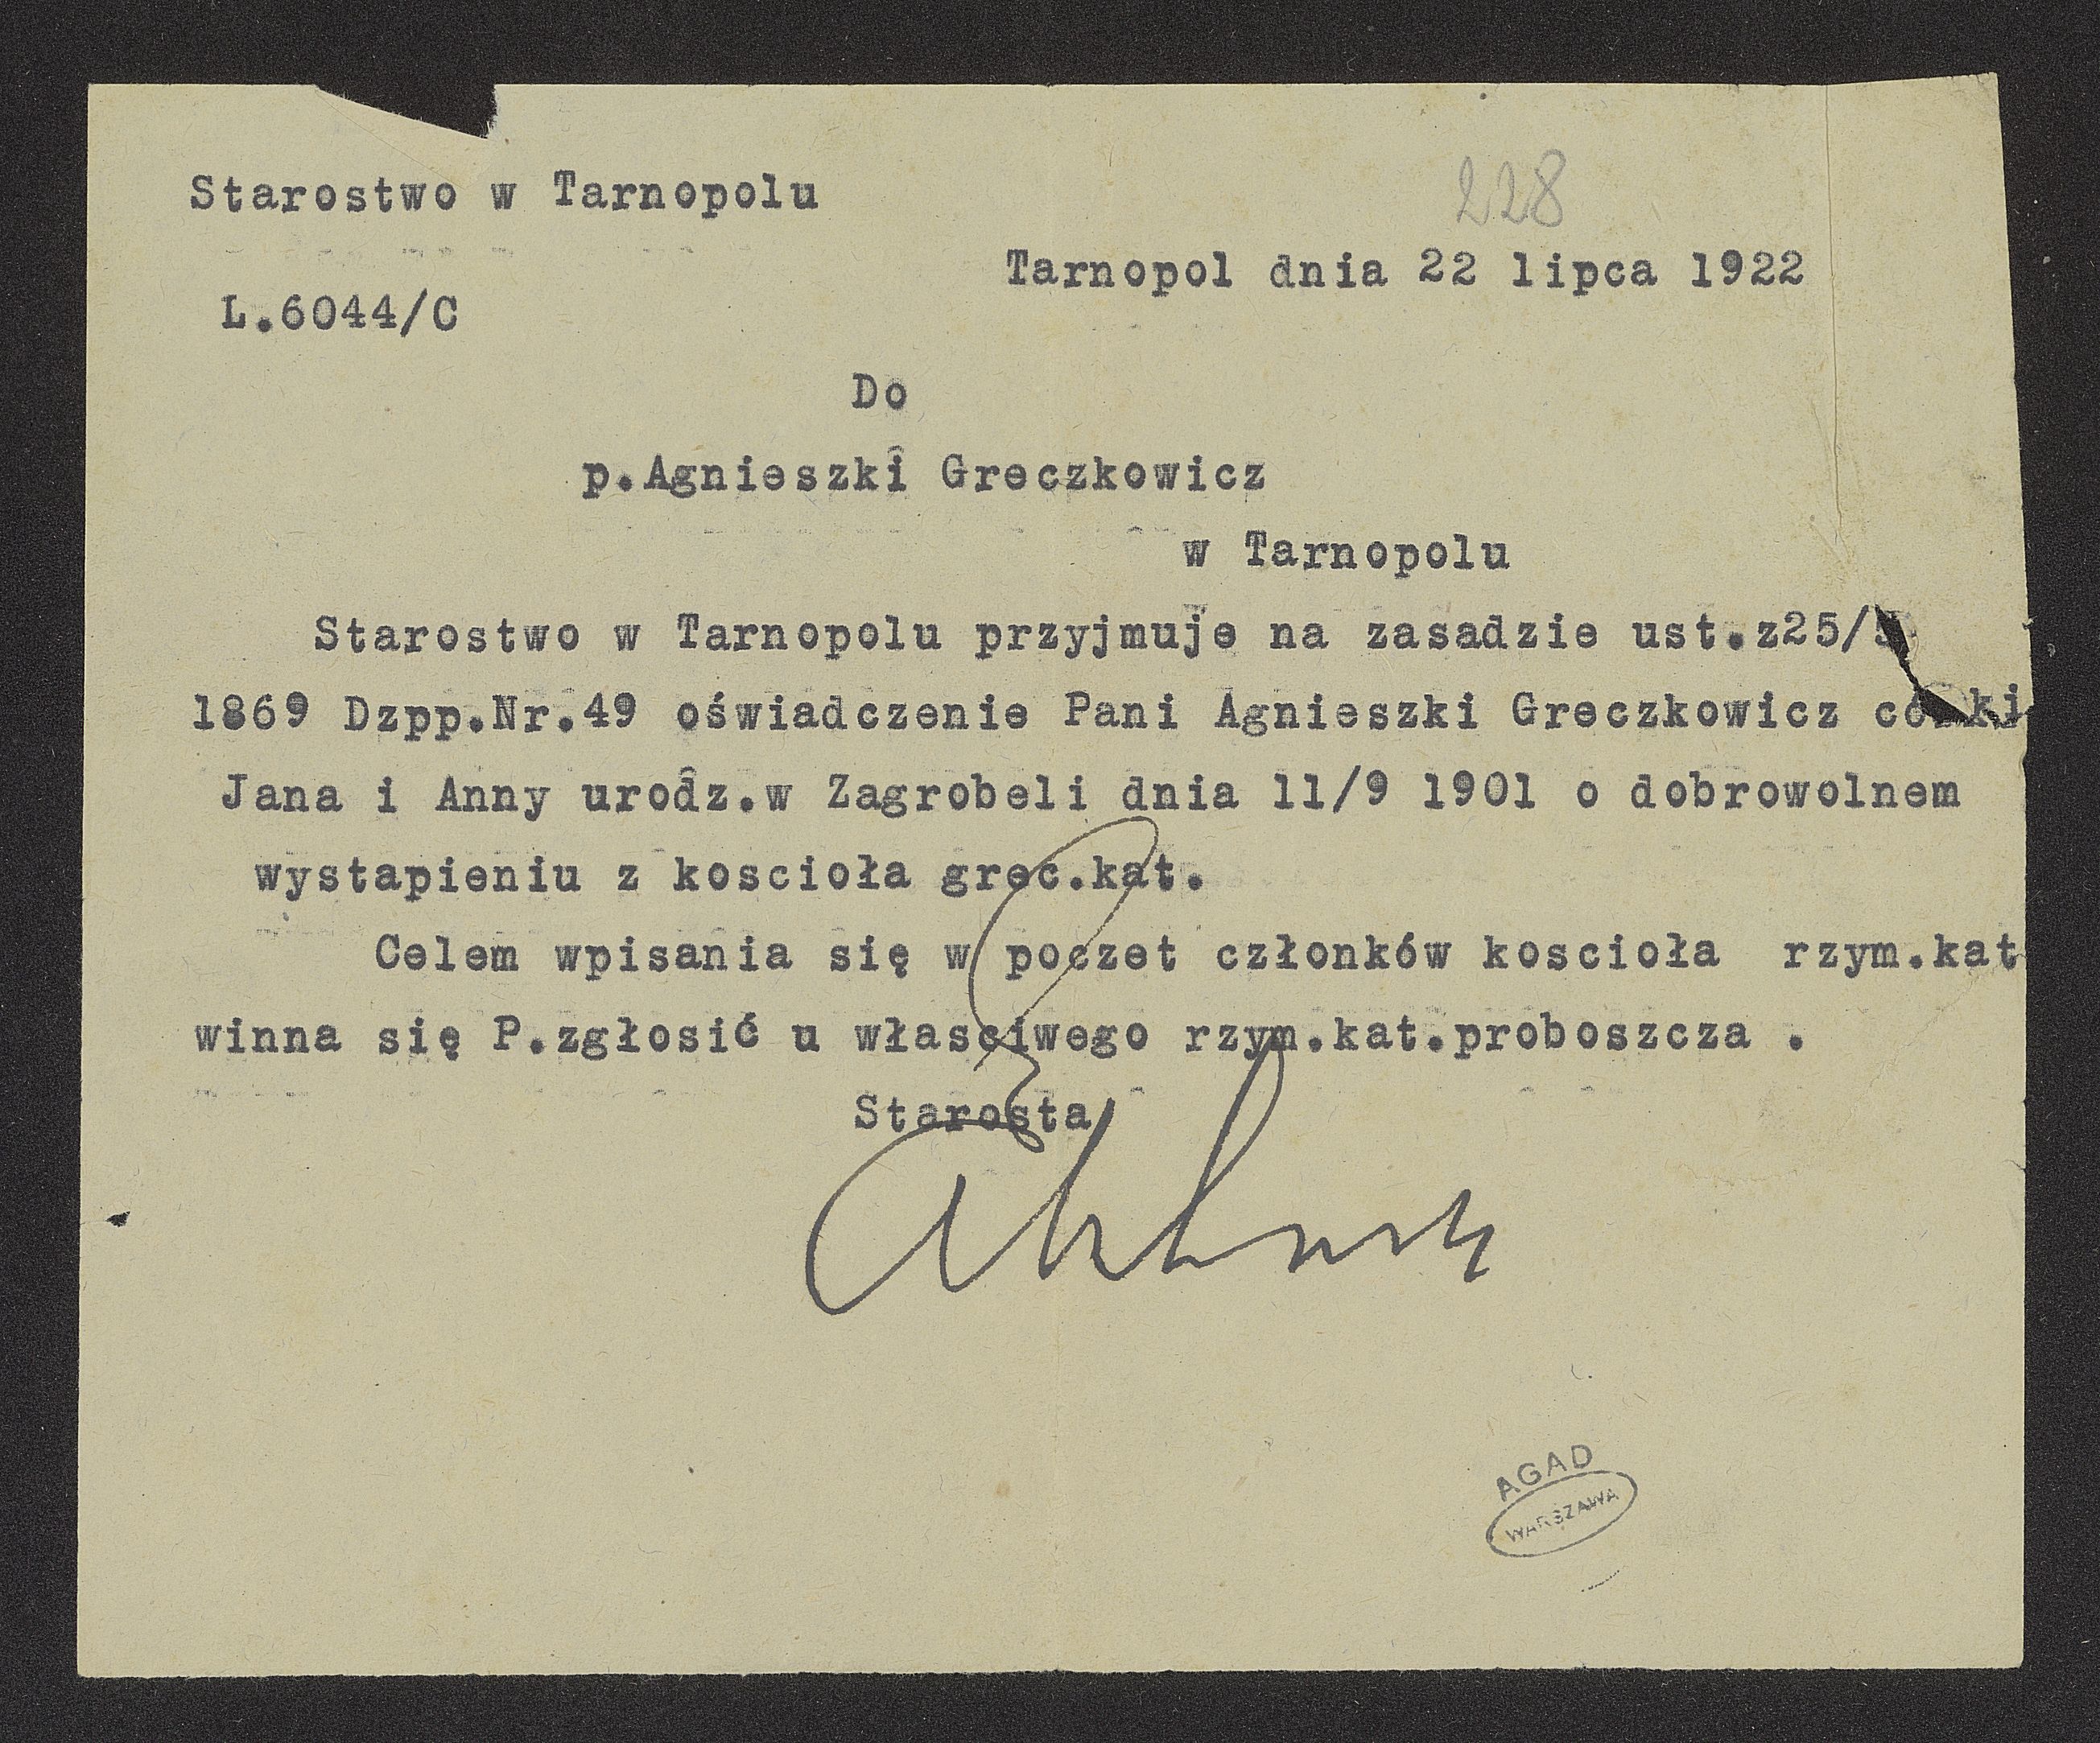 228
Starostwo w Tarnopolu
Tarnopol dnia 22 lipca 1922
L.6044/C
Do
p.Agnieszki Greczkowicz
w Tarnopolu
Starostwo w Tarnopolu przyjmuje na zasadzie ust.z25/5
1869 Dzpp.Nr.49 oświadczenie Pani Agnieszki Greczkowicz córki
Jana i Anny urodz.w Zagrobeli dnia 11/9 1901 o dobrowolnem
wystapieniu z koscioła grec.kat.
Celem wpisania się w poczet członków koscioła rzym.kat
winna się P.zgłosić u własciwego rzym.kat.proboszcza .
Starosta
AGAD
WARSZAWA